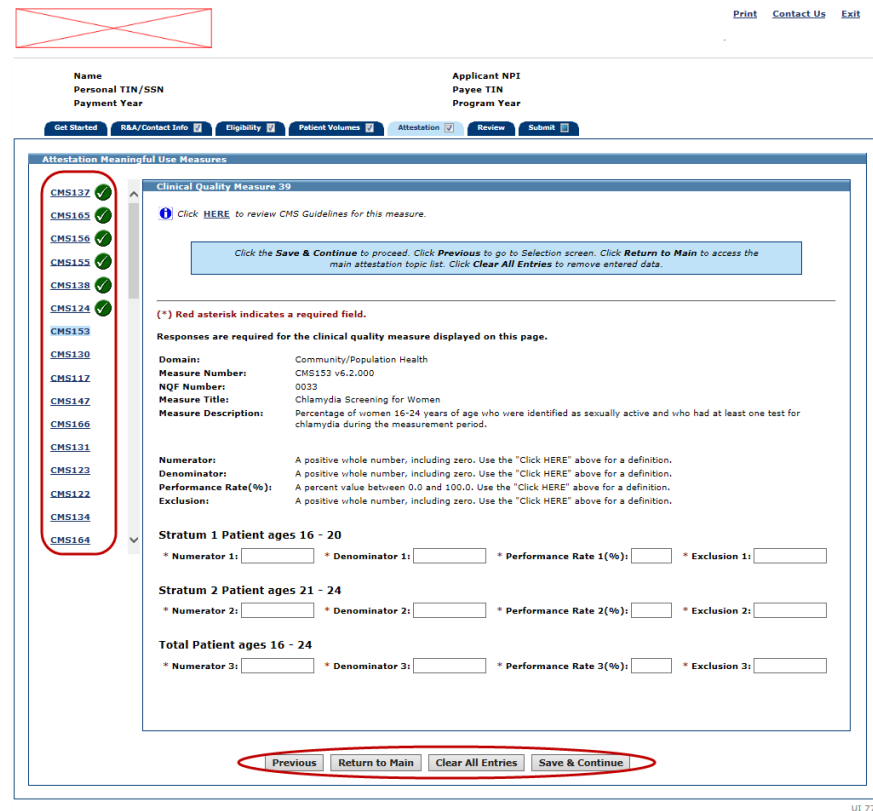 Print Contact Us Exit
Name Applicant NPI
Personal TIN/SSN Payee TIN
Payment Year Program Year
Get Started R&A/Contact Info Eligibility Patient Volumes Attestation Review Submit
Attestation Meaningful Use Measures
CMS137
CMS165
CMS156
CMS155
CMS138
CMS124
CMS153
CMS130
CMS117
CMS147
CMS166
CMS131
CMS123
CMS122
CMS134
CMS164
Clinical Quality Measure 39
Click HERE to review CMS Guidelines for this measure.
Click the Save & Continue to proceed. Click Previous to go to Selection screen. Click Return to Main to access the
main attestation topic list. Click Clear All Entries to remove entered data.
(*) Red asterisk indicates a required field.
Responses are required for the clinical quality measure displayed on this page.
Domain: Community/Population Health
Measure Number: CMS153 v6.2.000
NQF Number: 0033
Measure Title: Chlamydia Screening for Women
Measure Description: Percentage of women 16-24 years of age who were identified as sexually active and who had at least one test for
chlamydia during the measurement period.
Numerator: A positive whole number, including zero. Use the "Click HERE" above for a definition.
Denominator: A positive whole number, including zero. Use the "Click HERE" above for a definition.
Performance Rate(%): A percent value between 0.0 and 100.0. Use the "Click HERE" above for a definition.
Exclusion: A positive whole number, including zero. Use the "Click HERE" above for a definition.
Stratum 1 Patient ages 16 - 20
* Numerator 1: * Denominator 1: * Performance Rate 1(%): * Exclusion 1:
Stratum 2 Patient ages 21 - 24
* Numerator 2: * Denominator 2: * Performance Rate 2(%): * Exclusion 2:
Total Patient ages 16 - 24
* Numerator 3: * Denominator 3: * Performance Rate 3(%): * Exclusion 3:
Previous Return to Main Clear All Entries Save & Continue
UI 77